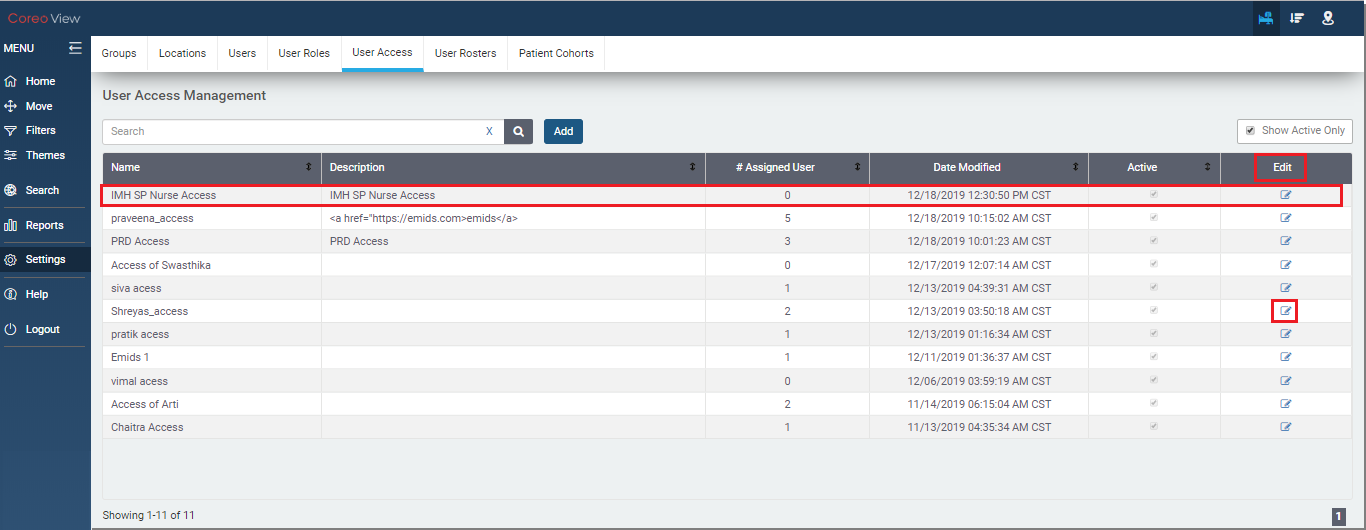 Coreo View
MENU
Groups Locations Users User Roles User Access User Rosters Patient Cohorts
Home
Move
Filters
Themes
Search
Reports
Settings
Help
Logout
User Access Management
Search X Add Show Active Only
Name Description # Assigned User Date Modified Active Edit
IMH SP Nurse Access IMH SP Nurse Access 0 12/18/2019 12:30:50 PM CST
praveena_access <a href="https://emids.com>emids</a> 5 12/18/2019 10:15:02 AM CST
PRD Access PRD Access 3 12/18/2019 10:01:23 AM CST
Access of Swasthika 0 12/17/2019 12:07:14 AM CST
siva acess 1 12/13/2019 04:39:31 AM CST
Shreyas_access 2 12/13/2019 03:50:18 AM CST
pratik acess 1 12/13/2019 01:16:34 AM CST
Emids 1 1 12/11/2019 01:36:37 AM CST
vimal acess 0 12/06/2019 03:59:19 AM CST
Access of Arti 2 11/14/2019 06:15:04 AM CST
Chaitra Access 1 11/13/2019 04:35:34 AM CST
Showing 1-11 of 11 1